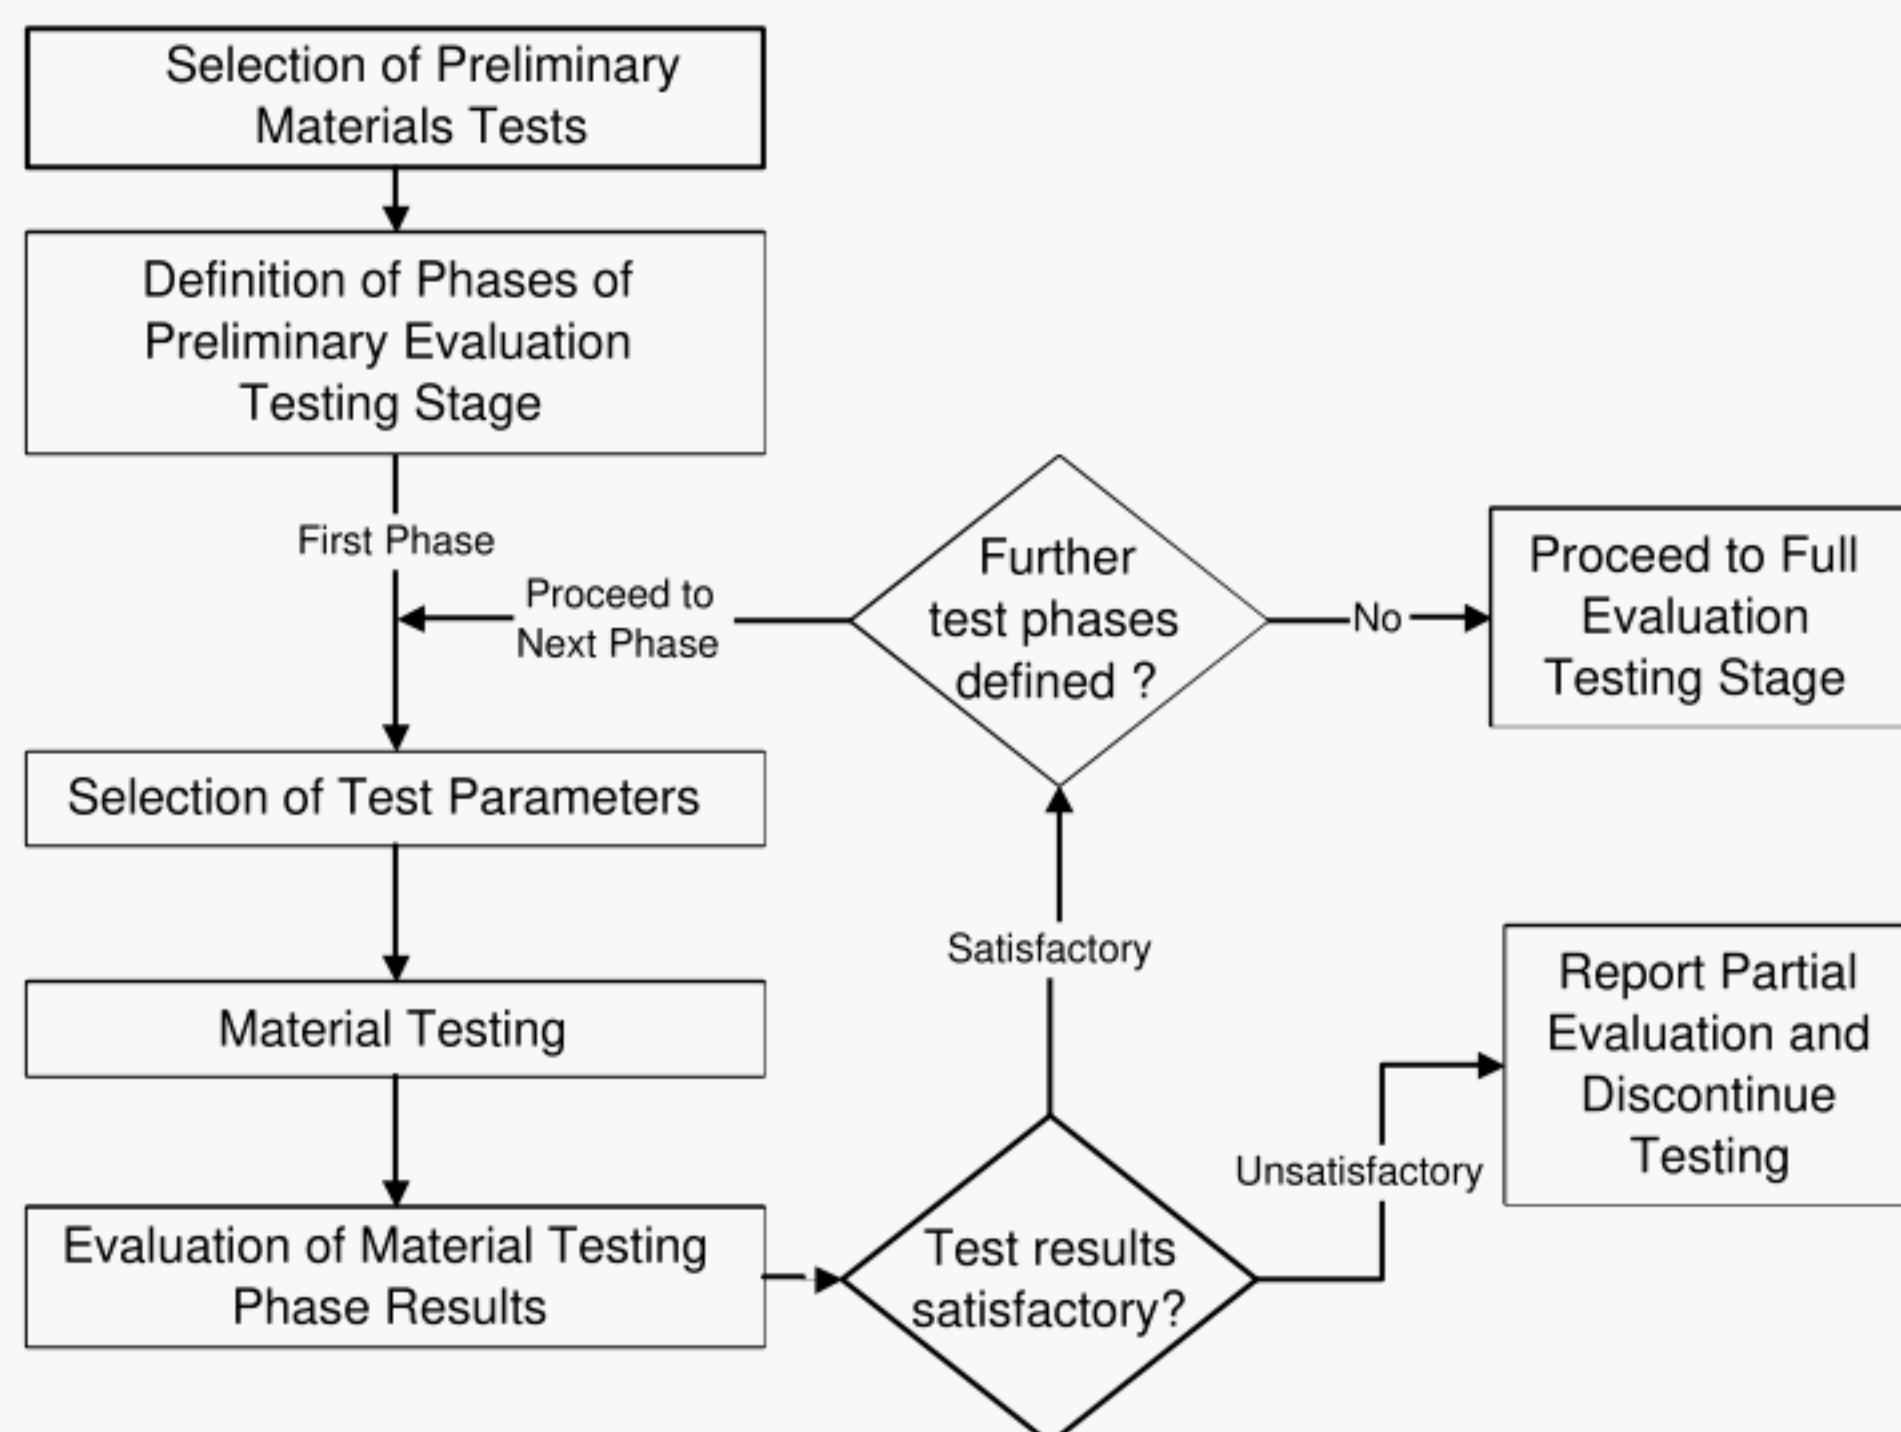 Selection of Preliminary
Materials Tests
Definition of Phases of
Preliminary Evaluation
Testing Stage
First Phase
Proceed to
Next Phase
Further
test phases
defined ?
No
Proceed to Full
Evaluation
Testing Stage
Selection of Test Parameters
Satisfactory
Material Testing
Report Partial
Evaluation and
Discontinue
Testing
Unsatisfactory
Evaluation of Material Testing
Phase Results
Test results
satisfactory?